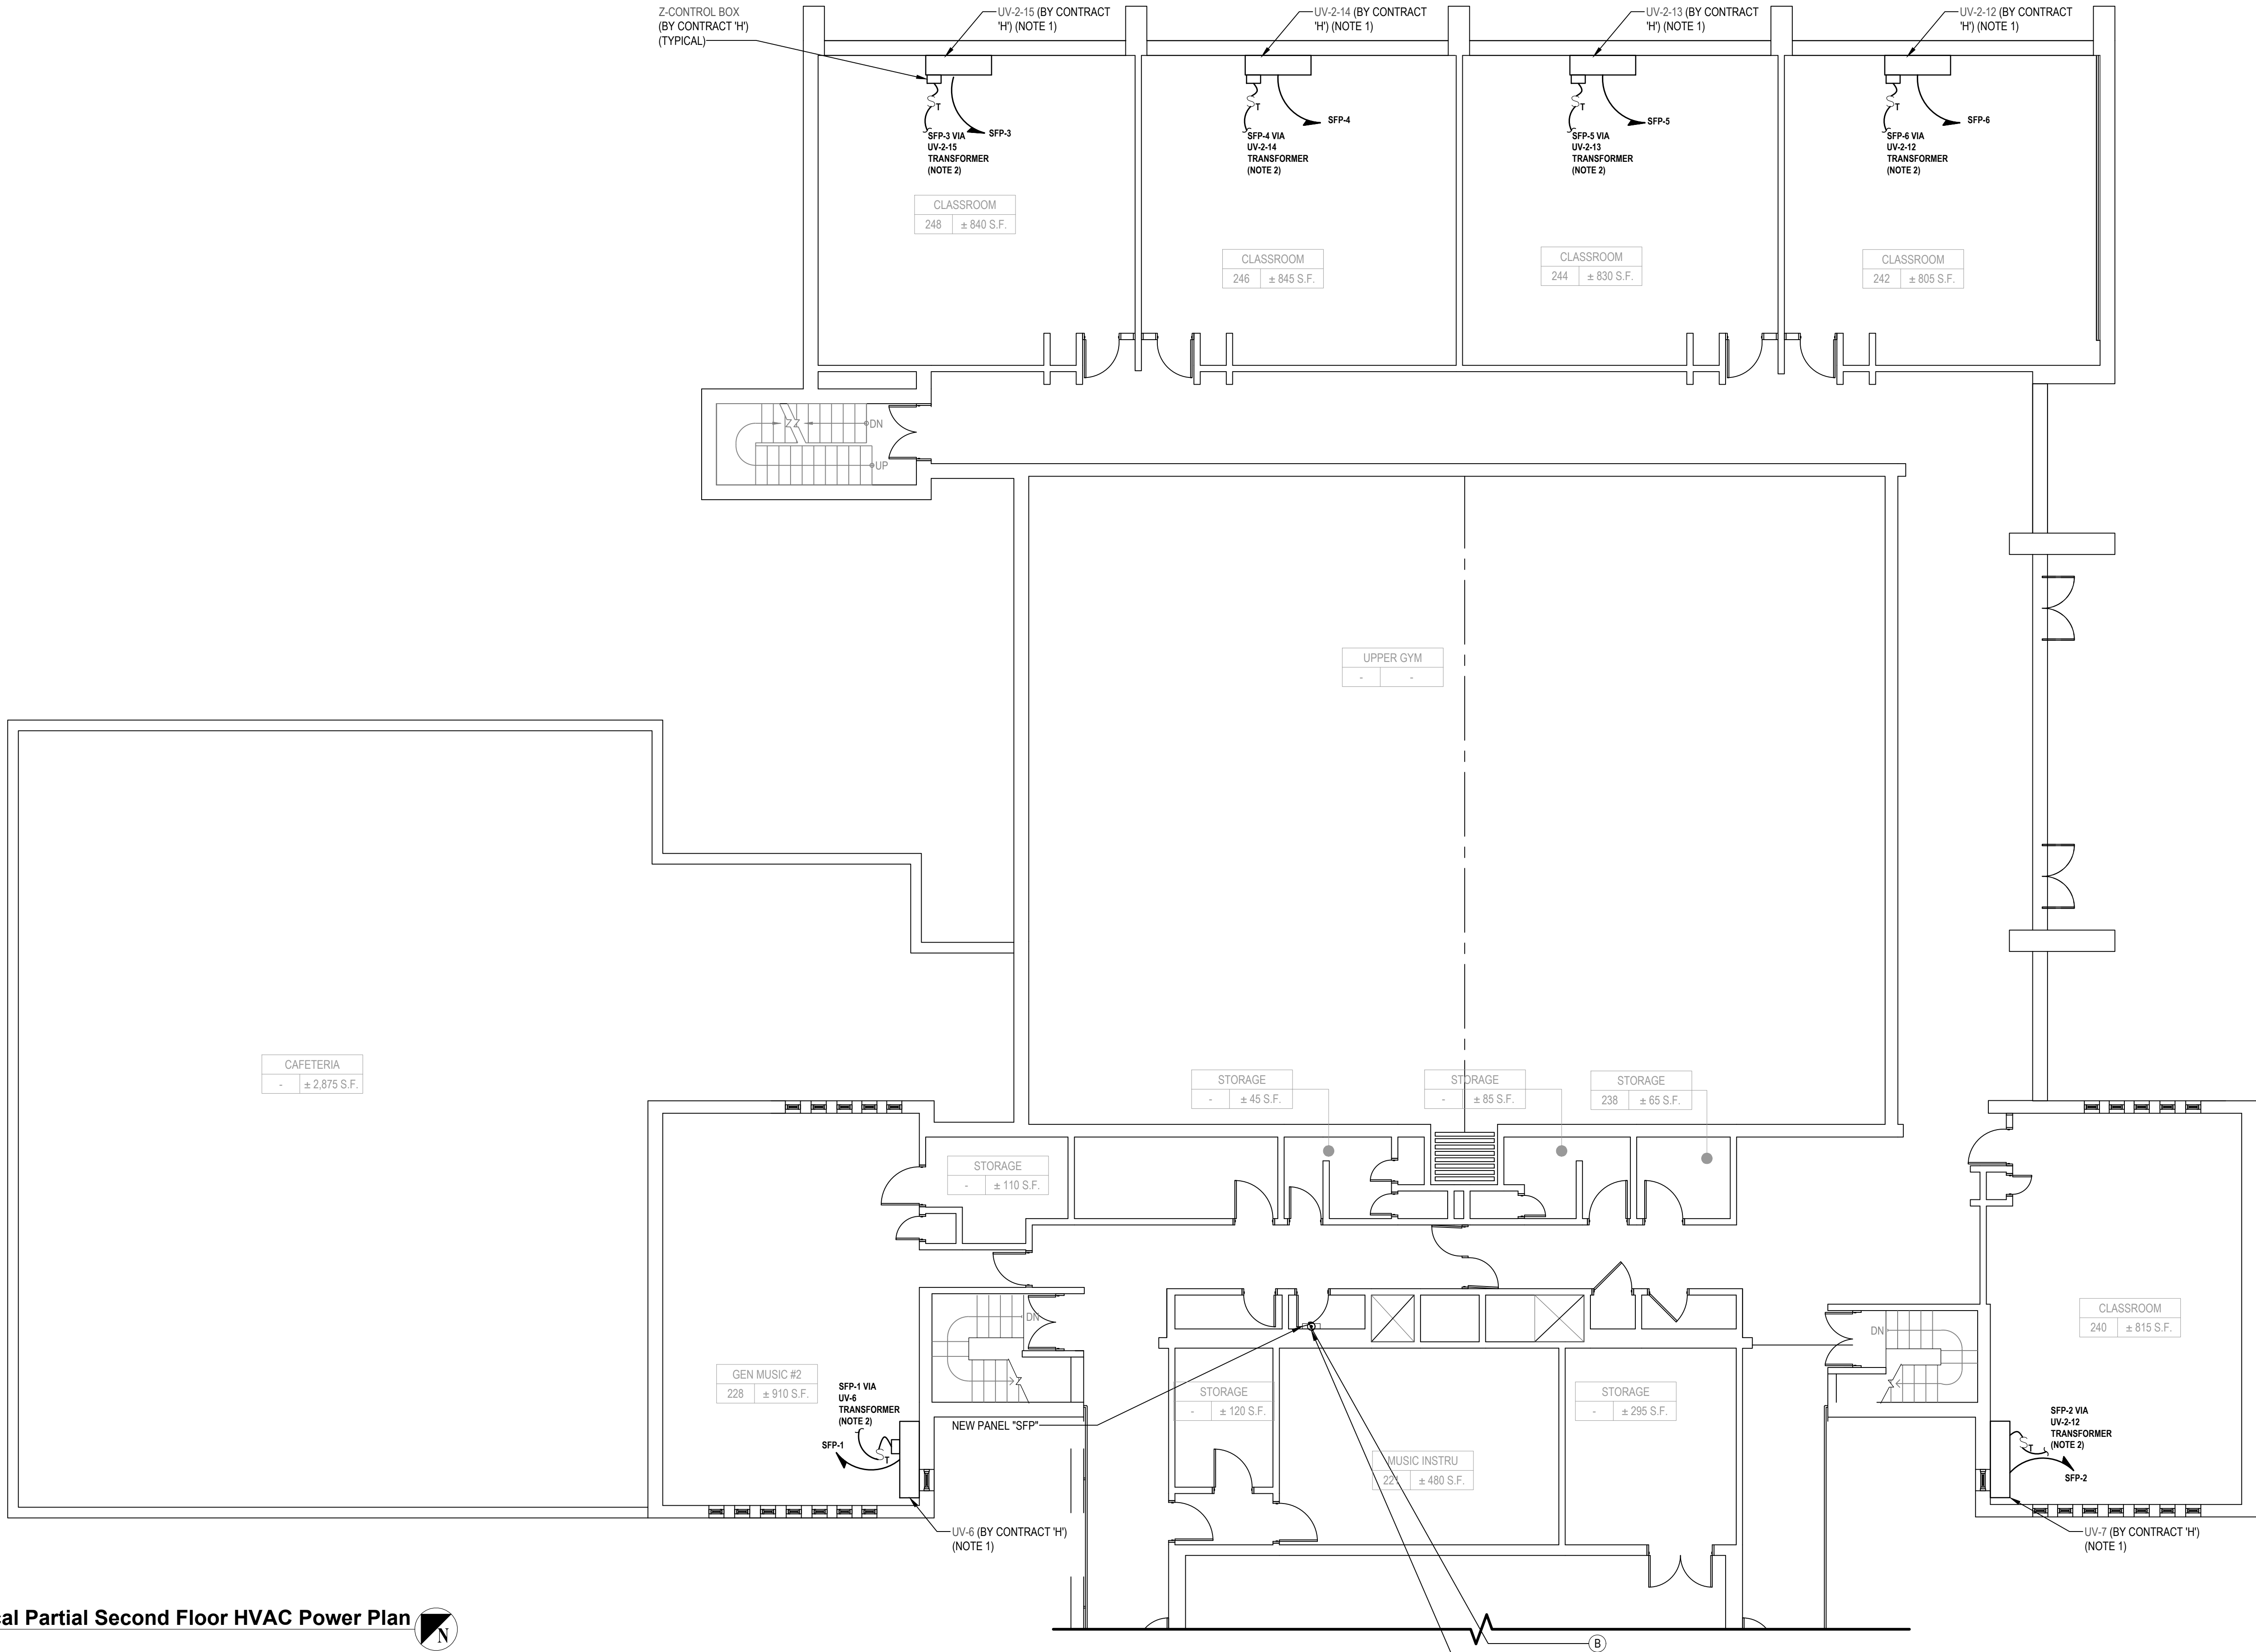 Z-CONTROL BOX
(BY CONTRACT 'H')
(TYPICAL)
UV-2-15 (BY CONTRACT
'H') (NOTE 1)
UV-2-14 (BY CONTRACT
'H') (NOTE 1)
UV-2-13 (BY CONTRACT
'H') (NOTE 1)
UV-2-12 (BY CONTRACT
'H') (NOTE 1)
ST
SFP-3
SFP-3 VIA
UV-2-15
TRANSFORMER
(NOTE 2)
ST
SFP-4
SFP-4 VIA
UV-2-14
TRANSFORMER
(NOTE 2)
ST
SFP-5
SFP-5 VIA
UV-2-13
TRANSFORMER
(NOTE 2)
ST
SFP-6
SFP-6 VIA
UV-2-12
TRANSFORMER
(NOTE 2)
CLASSROOM
248 ± 840 S.F.
CLASSROOM
246 ± 845 S.F.
CLASSROOM
244 ± 830 S.F.
CLASSROOM
242 ± 805 S.F.
DN
UP
UPPER GYM
- -
CAFETERIA
- ± 2,875 S.F.
STORAGE
- ± 45 S.F.
STORAGE
- ± 85 S.F.
STORAGE
238 ± 65 S.F.
STORAGE
- ± 110 S.F.
DN
DN
CLASSROOM
240 ± 815 S.F.
GEN MUSIC #2
228 ± 910 S.F.
SFP-1 VIA
UV-6
TRANSFORMER
(NOTE 2)
SFP-1
ST
NEW PANEL "SFP"
STORAGE
- ± 120 S.F.
STORAGE
- ± 295 S.F.
MUSIC INSTRU
221 ± 480 S.F.
SFP-2 VIA
UV-2-12
TRANSFORMER
(NOTE 2)
ST
SFP-2
UV-6 (BY CONTRACT 'H')
(NOTE 1)
UV-7 (BY CONTRACT 'H')
(NOTE 1)
al Partial Second Floor HVAC Power Plan
N
B